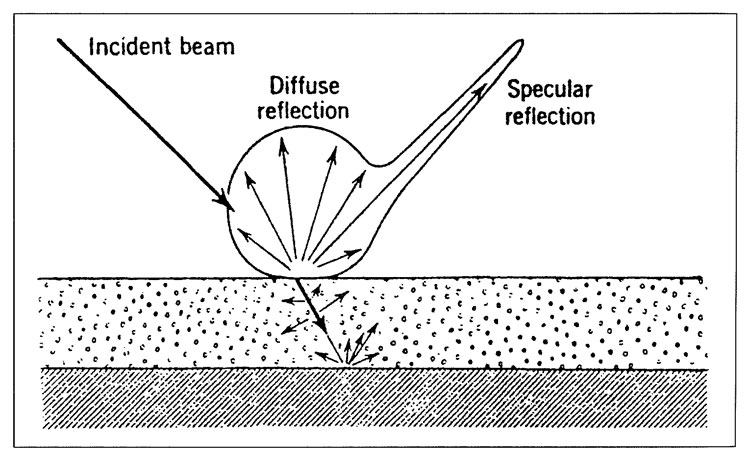 Incident beam
Diffuse
reflection
Specular
reflection